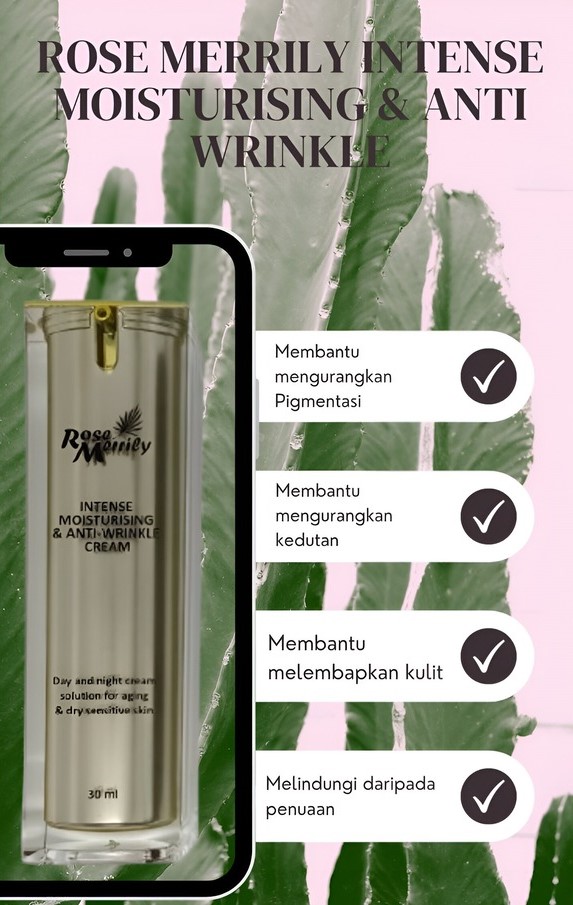 ROSE MERRILY INTENSE
MOISTURISING & ANTI
WRINKLE
Rose
Merrily
INTENSE
MOISTURISING
& ANTI-WRINKLE
CREAM
Day and night cream
solution for aging
& dry sensitive skin
30 ml
Membantu
mengurangkan
Pigmentasi
Membantu
mengurangkan
kedutan
Membantu
melembapkan kulit
Melindungi daripada
penuaan